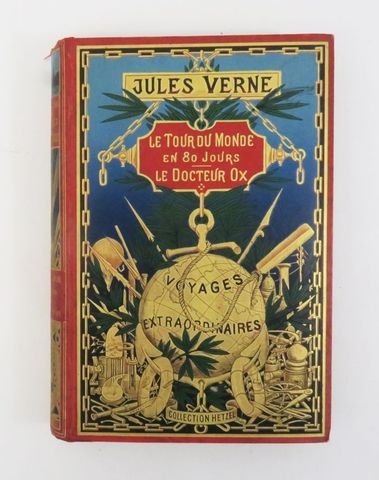 JULES VERNE
LE TOUR DU MONDE
EN 80 JOURS
LE DOCTEUR OX
VOYAGES
EXTRAORDINAIRES
COLLECTION HETZEL